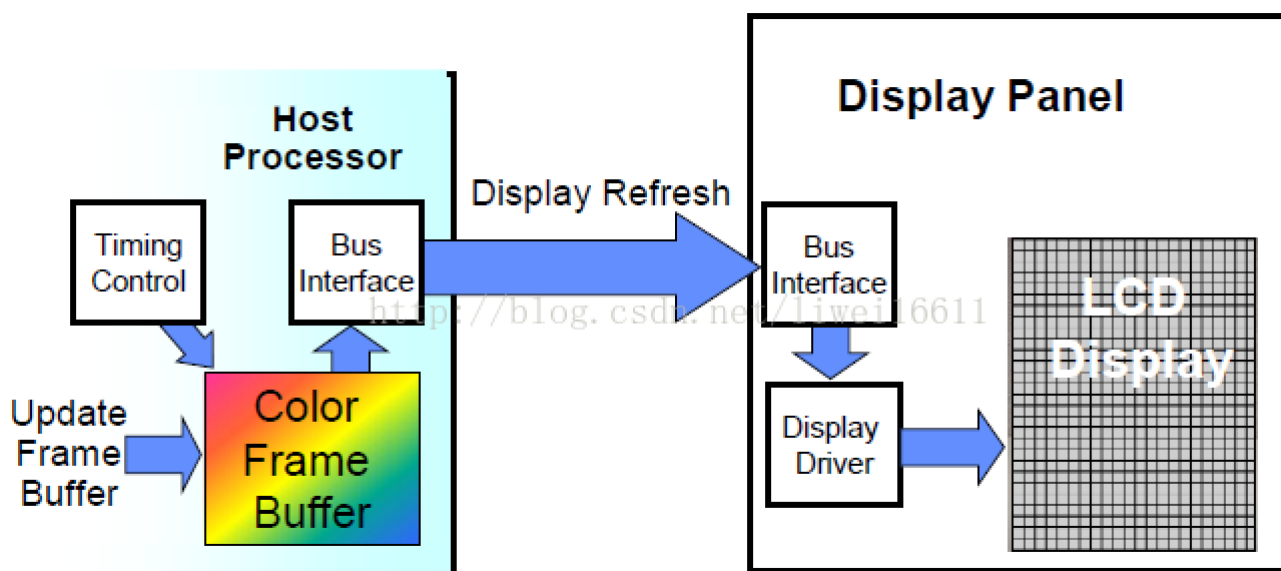 Host
Processor
Timing
Control
Bus
Interface
Update
Frame
Buffer
Color
Frame
Buffer
Display Refresh
Display Panel
Bus
Interface
Display
Driver
LCD
Display
http://blog.csdn.net/liwei16611